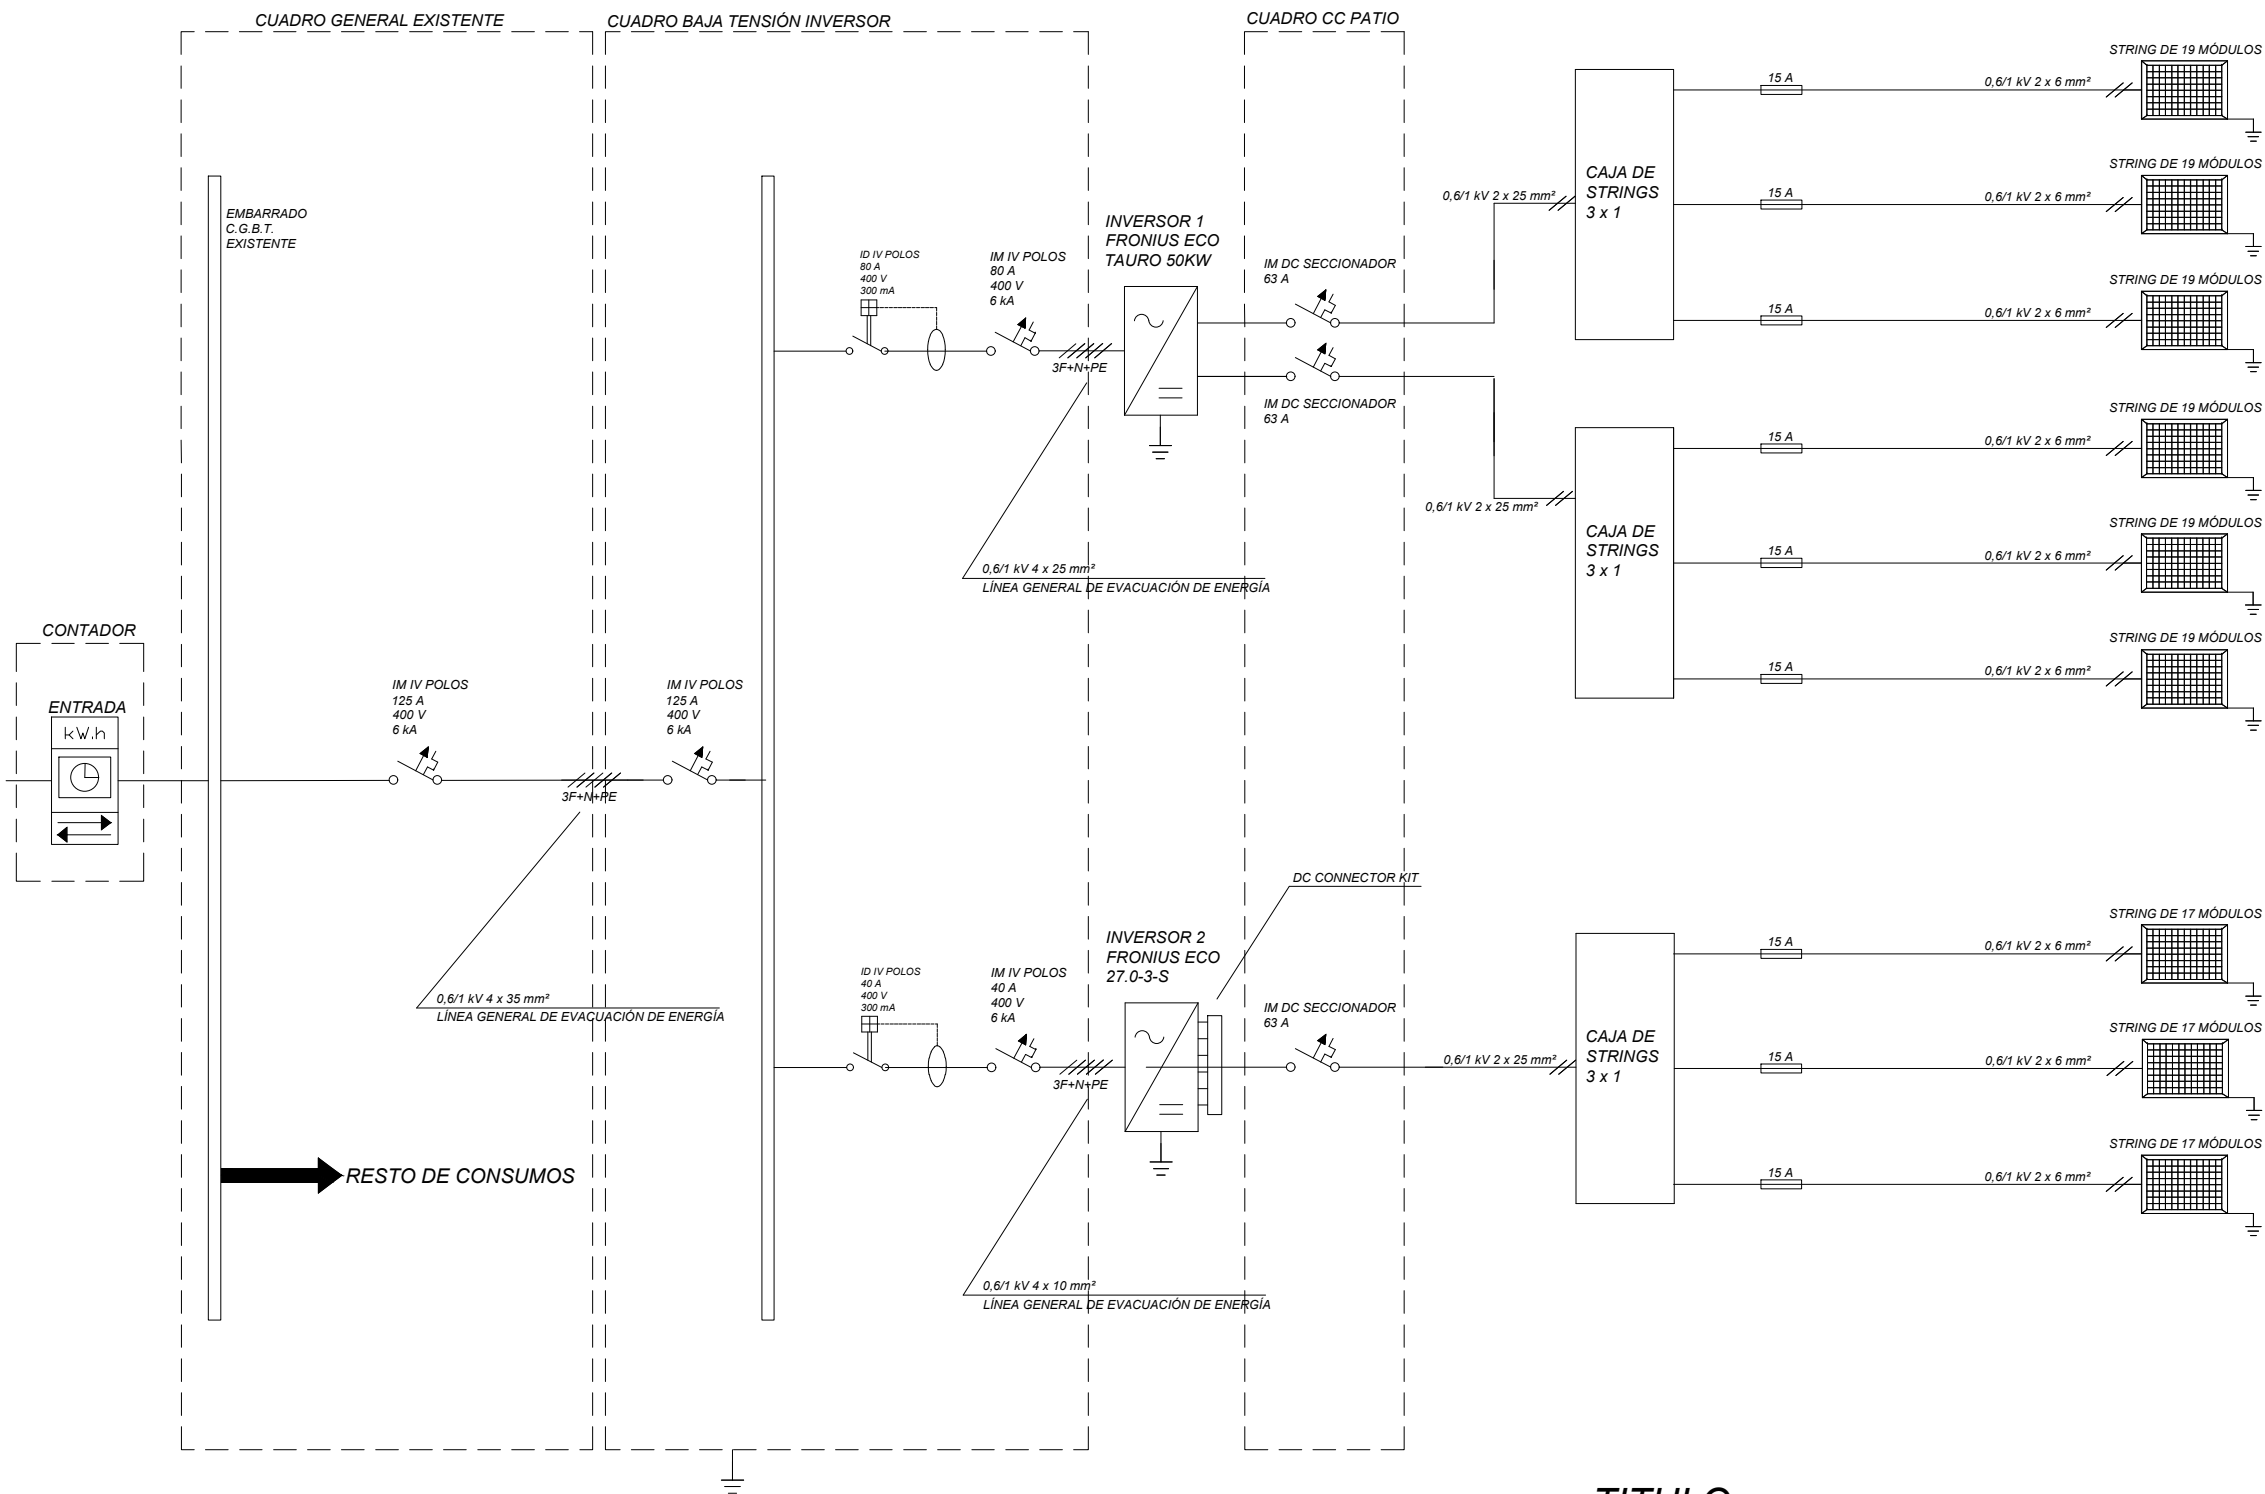 CUADRO GENERAL EXISTENTE
CUADRO BAJA TENSIÓN INVERSOR
CUADRO CC PATIO
EMBARRADO
C.G.B.T.
EXISTENTE
CONTADOR
ENTRADA
kW.h
IM IV POLOS
125 A
400 V
6 kA
3F+N+PE
0,6/1 kV 4 x 35 mm²
LÍNEA GENERAL DE EVACUACIÓN DE ENERGÍA
RESTO DE CONSUMOS
IM IV POLOS
125 A
400 V
6 kA
ID IV POLOS
80 A
400 V
300 mA
IM IV POLOS
80 A
400 V
6 kA
3F+N+PE
0,6/1 kV 4 x 25 mm²
LÍNEA GENERAL DE EVACUACIÓN DE ENERGÍA
INVERSOR 1
FRONIUS ECO
TAURO 50KW
IM DC SECCIONADOR
63 A
IM DC SECCIONADOR
63 A
0,6/1 kV 2 x 25 mm²
CAJA DE
STRINGS
3 x 1
15 A
0,6/1 kV 2 x 6 mm²
STRING DE 19 MÓDULOS
15 A
0,6/1 kV 2 x 6 mm²
STRING DE 19 MÓDULOS
15 A
0,6/1 kV 2 x 6 mm²
STRING DE 19 MÓDULOS
0,6/1 kV 2 x 25 mm²
CAJA DE
STRINGS
3 x 1
15 A
0,6/1 kV 2 x 6 mm²
STRING DE 19 MÓDULOS
15 A
0,6/1 kV 2 x 6 mm²
STRING DE 19 MÓDULOS
15 A
0,6/1 kV 2 x 6 mm²
STRING DE 19 MÓDULOS
ID IV POLOS
40 A
400 V
300 mA
IM IV POLOS
40 A
400 V
6 kA
3F+N+PE
0,6/1 kV 4 x 10 mm²
LÍNEA GENERAL DE EVACUACIÓN DE ENERGÍA
INVERSOR 2
FRONIUS ECO
27.0-3-S
DC CONNECTOR KIT
IM DC SECCIONADOR
63 A
0,6/1 kV 2 x 25 mm²
CAJA DE
STRINGS
3 x 1
15 A
0,6/1 kV 2 x 6 mm²
STRING DE 17 MÓDULOS
15 A
0,6/1 kV 2 x 6 mm²
STRING DE 17 MÓDULOS
15 A
0,6/1 kV 2 x 6 mm²
STRING DE 17 MÓDULOS
TITULO